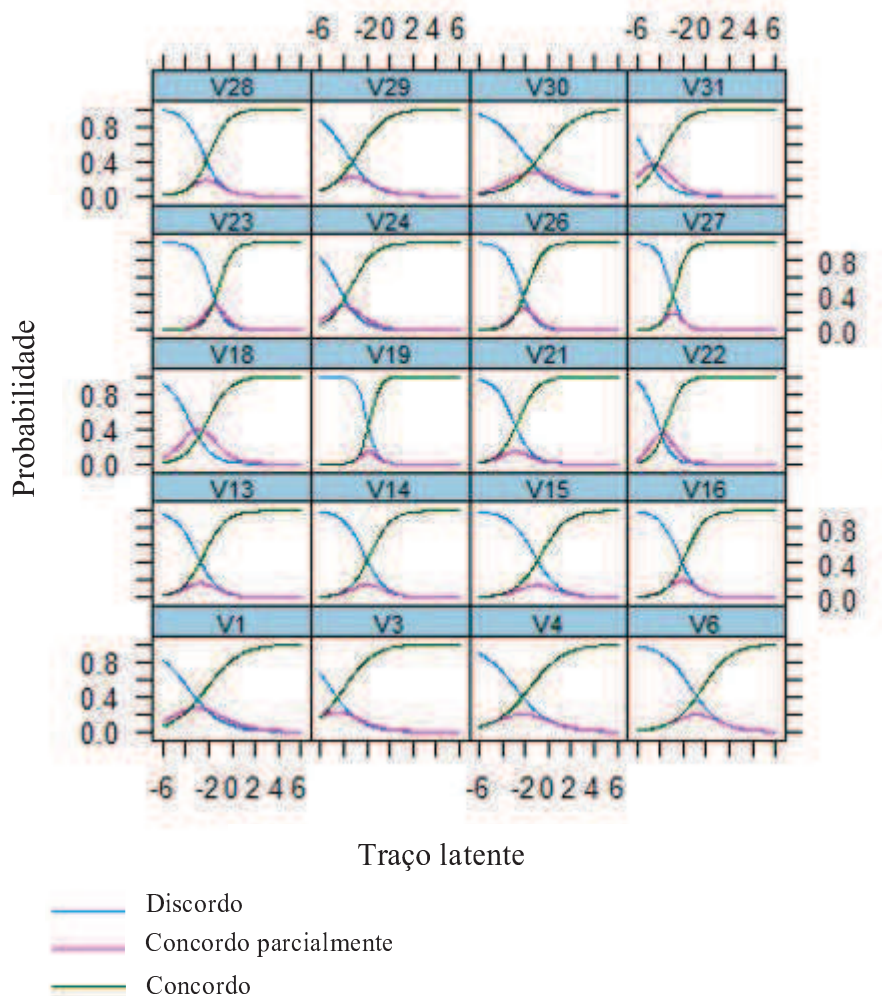 -6 -2 0 2 4 6 -6 -2 0 2 4 6
V28 V29 V30 V31
0.8
0.4
0.0
V23 V24 V26 V27
0.8
0.4
0.0
V18 V19 V21 V22
0.8
0.4
0.0
V13 V14 V15 V16
0.8
0.4
0.0
V1 V3 V4 V6
0.8
0.4
0.0
-6 -2 0 2 4 6 -6 -2 0 2 4 6
Probabilidade
Traço latente
Discordo
Concordo parcialmente
Concordo